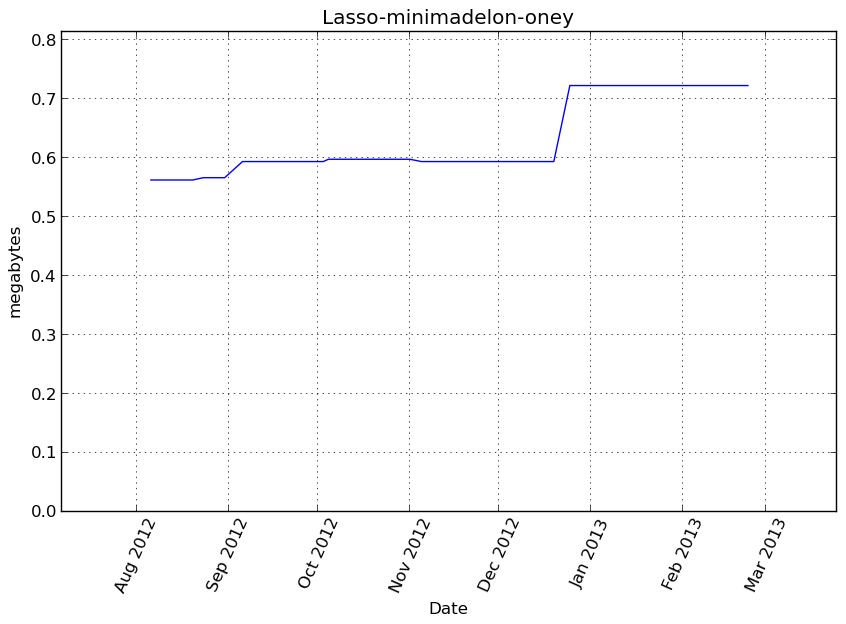 Lasso-minimadelon-oney
0.8
0.7
0.6
0.5
0.4
0.3
0.2
0.1
0.0
megabytes
Aug 2012
Sep 2012
Oct 2012
Nov 2012
Dec 2012
Jan 2013
Feb 2013
Mar 2013
Date